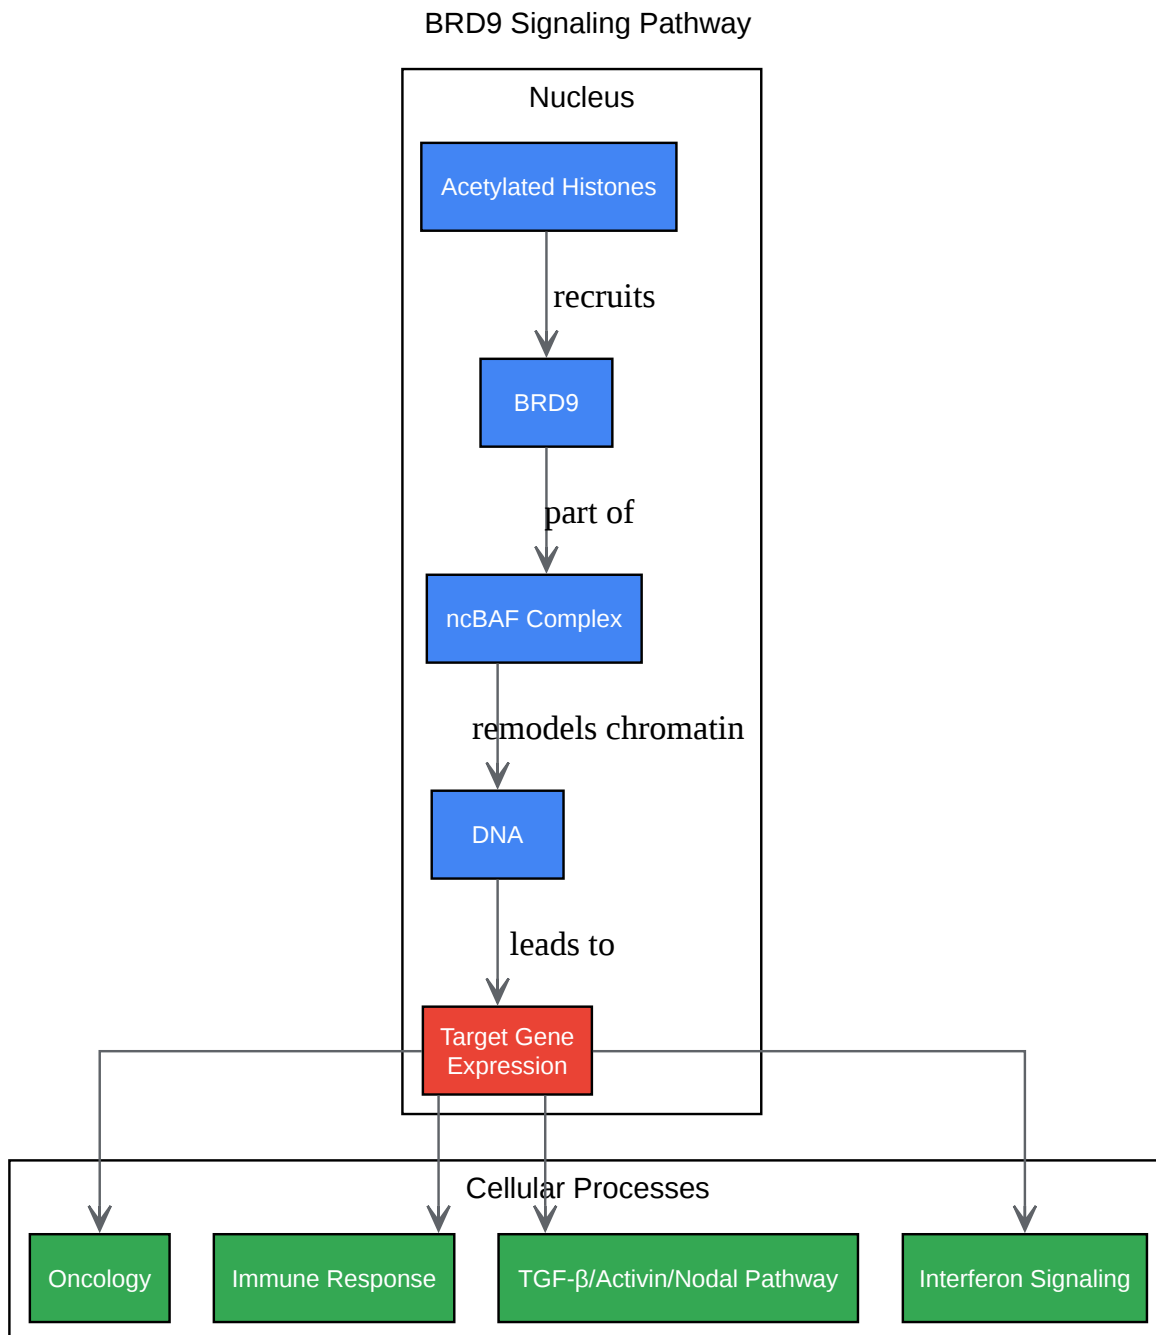 BRD9 Signaling Pathway
Nucleus
Acetylated Histones
recruits
BRD9
part of
ncBAF Complex
remodels chromatin
DNA
leads to
Target Gene
Expression
Cellular Processes
Oncology
Immune Response
TGF-β/Activin/Nodal Pathway
Interferon Signaling